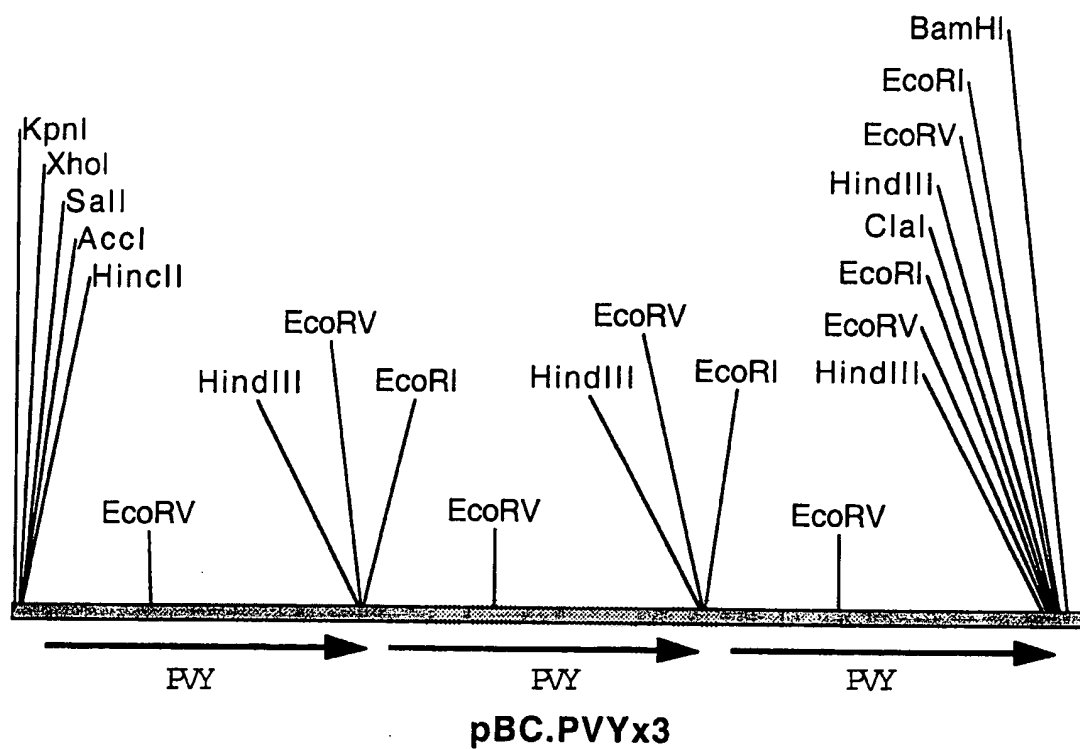 BamHI
EcoRI
KpnI
EcoRV
XhoI
HindIII
SalI
ClaI
AccI
EcoRI
HincII
EcoRV
EcoRV
EcoRV
HindIII
EcoRI
HindIII
EcoRI
HindIII
EcoRV
EcoRV
EcoRV
PVY
PVY
PVY
pBC.PVYx3